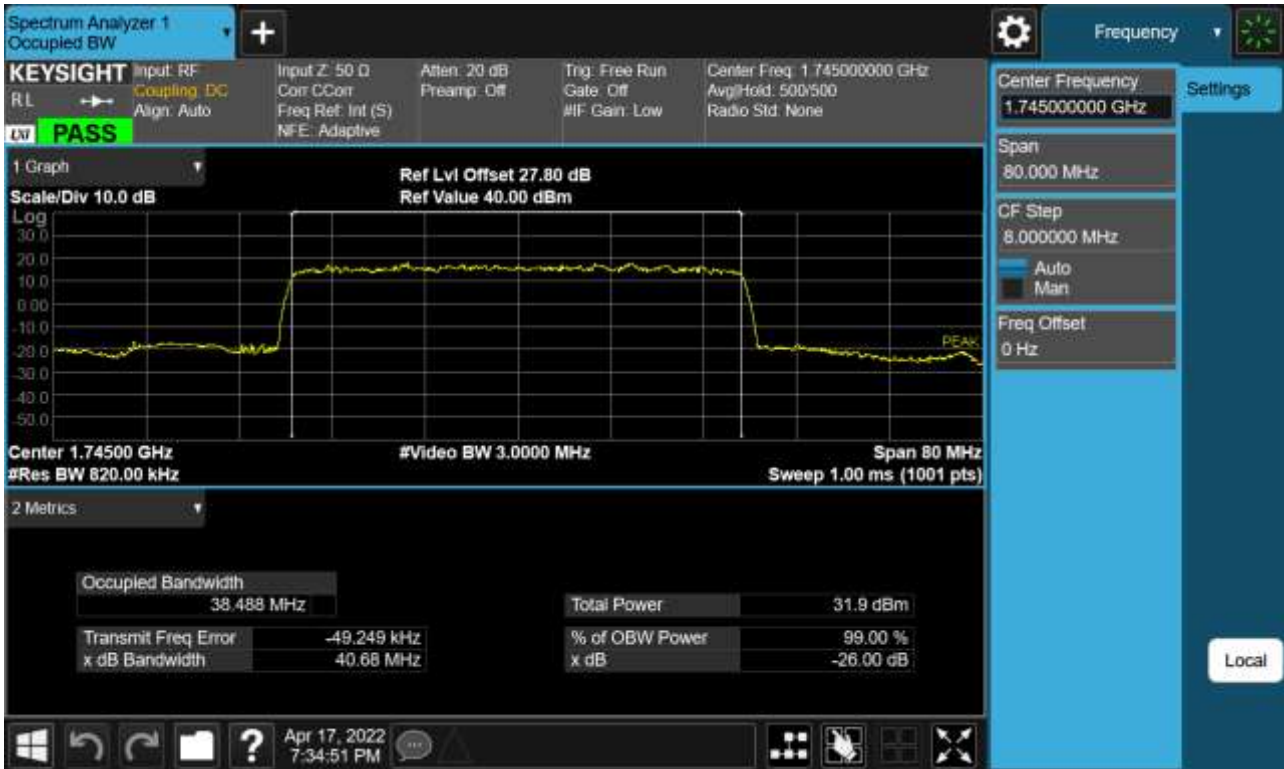 Spectrum Analyzer 1
Occupied BW
Frequency
KEYSIGHT
RL
LXI
PASS
Input: RF
Coupling: DC
Align: Auto
Input Z: 50 Ω
Corr CCorr
Freq Ref: Int (S)
NFE: Adaptive
Atten: 20 dB
Preamp: Off
Trig: Free Run
Gate: Off
#IF Gain: Low
Center Freq: 1.745000000 GHz
Avg|Hold: 500/500
Radio Std: None
Center Frequency
1.745000000 GHz
Settings
Span
80.000 MHz
CF Step
8.000000 MHz
Auto
Man
Freq Offset
0 Hz
Local
1 Graph
Scale/Div 10.0 dB
Ref Lvl Offset 27.80 dB
Ref Value 40.00 dBm
Log
30.0
20.0
10.0
0.00
-10.0
-20.0
-30.0
-40.0
-50.0
PEAK
Center 1.74500 GHz
#Video BW 3.0000 MHz
Span 80 MHz
#Res BW 820.00 kHz
Sweep 1.00 ms (1001 pts)
2 Metrics
Occupied Bandwidth
38.488 MHz
Total Power 31.9 dBm
Transmit Freq Error -49.249 kHz
% of OBW Power 99.00 %
x dB Bandwidth 40.68 MHz
x dB -26.00 dB
Apr 17, 2022
7:34:51 PM